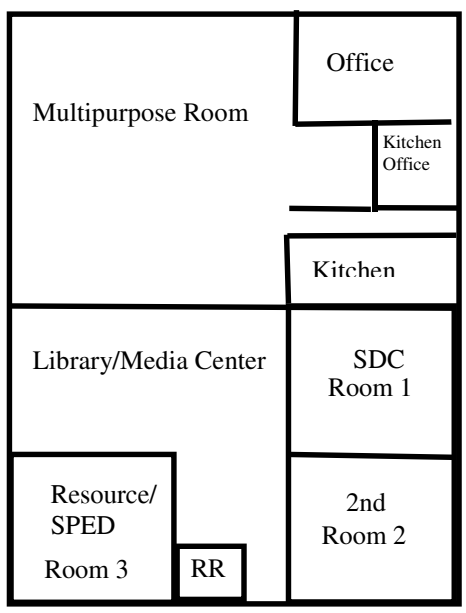 Office
Multipurpose Room
Kitchen
Office
Kitchen
Library/Media Center
SDC
Room 1
Resource/
SPED
Room 3
2nd
Room 2
RR